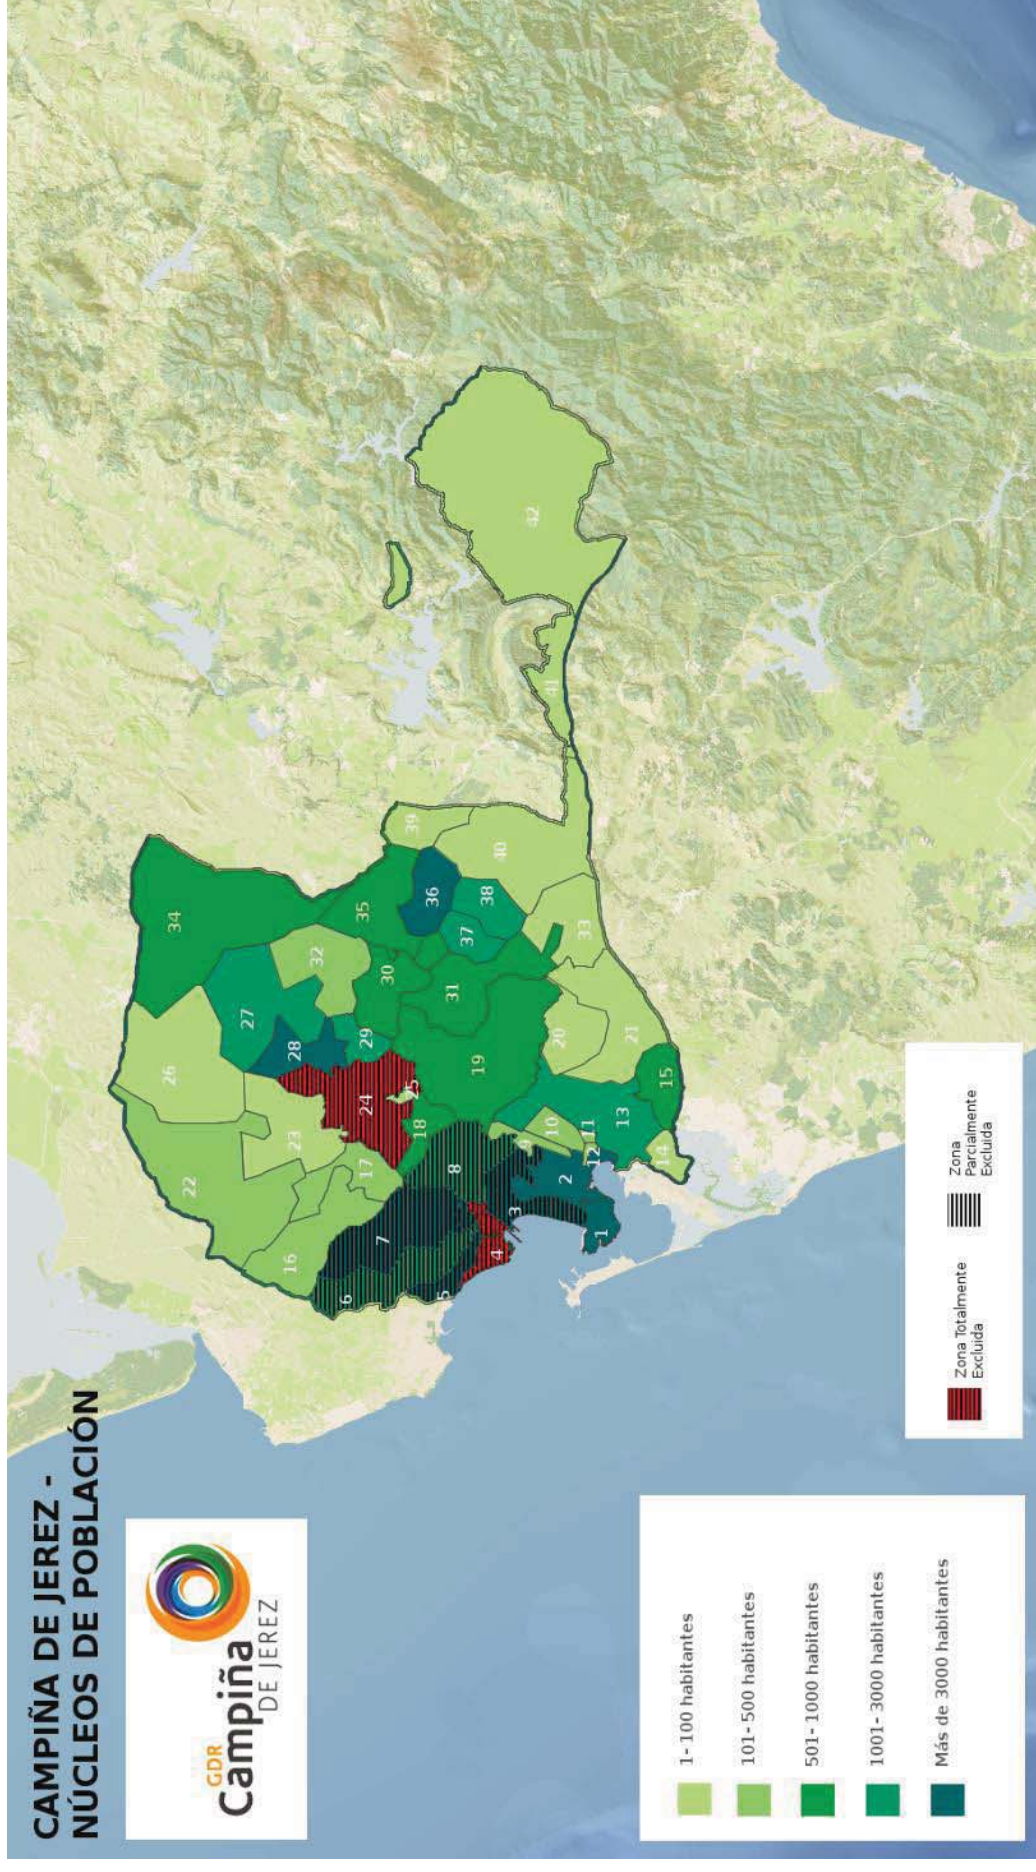 CAMPIÑA DE JEREZ -
NÚCLEOS DE POBLACIÓN
GDR
Campiña
DE JEREZ
1
2
3
4
5
6
7
8
9
10
11
12
13
14
15
16
17
18
19
20
21
22
23
24
25
26
27
28
29
30
31
32
33
34
35
36
37
38
39
40
41
42
1- 100 habitantes
101- 500 habitantes
501- 1000 habitantes
1001- 3000 habitantes
Más de 3000 habitantes
Zona Totalmente
Excluida
Zona
Parcialmente
Excluida